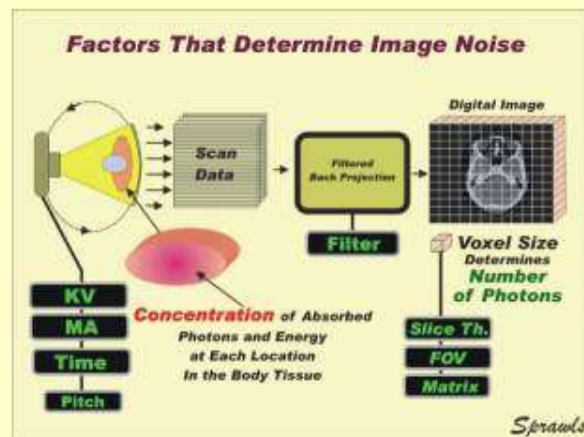 Factors That Determine Image Noise
Digital Image
Scan
Data
Filtered
Back Projection
Filter
Voxel Size
Determines
Number
of Photons
KV
MA
Time
Pitch
Concentration of Absorbed
Photons and Energy
at Each Location
In the Body Tissue
Slice Th.
FOV
Matrix
Sprawls